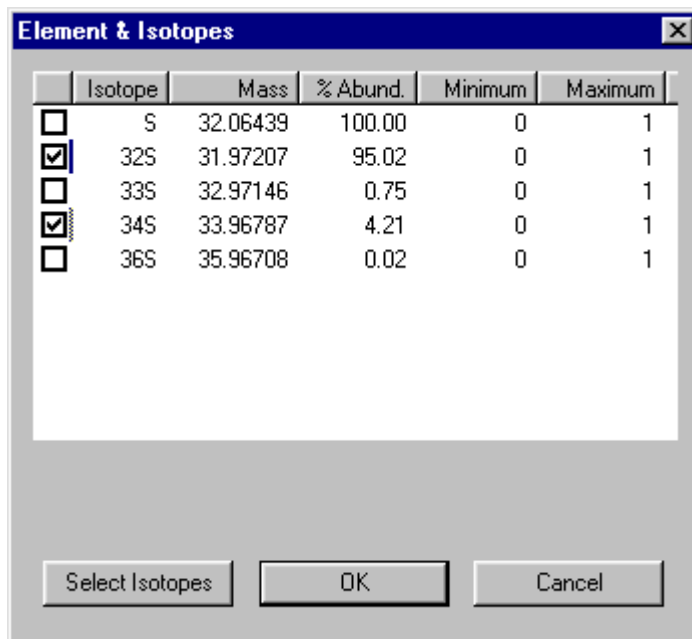 Element & Isotopes
Isotope Mass % Abund. Minimum Maximum
S 32.06439 100.00 0 1
32S 31.97207 95.02 0 1
33S 32.97146 0.75 0 1
34S 33.96787 4.21 0 1
36S 35.96708 0.02 0 1
Select Isotopes OK Cancel